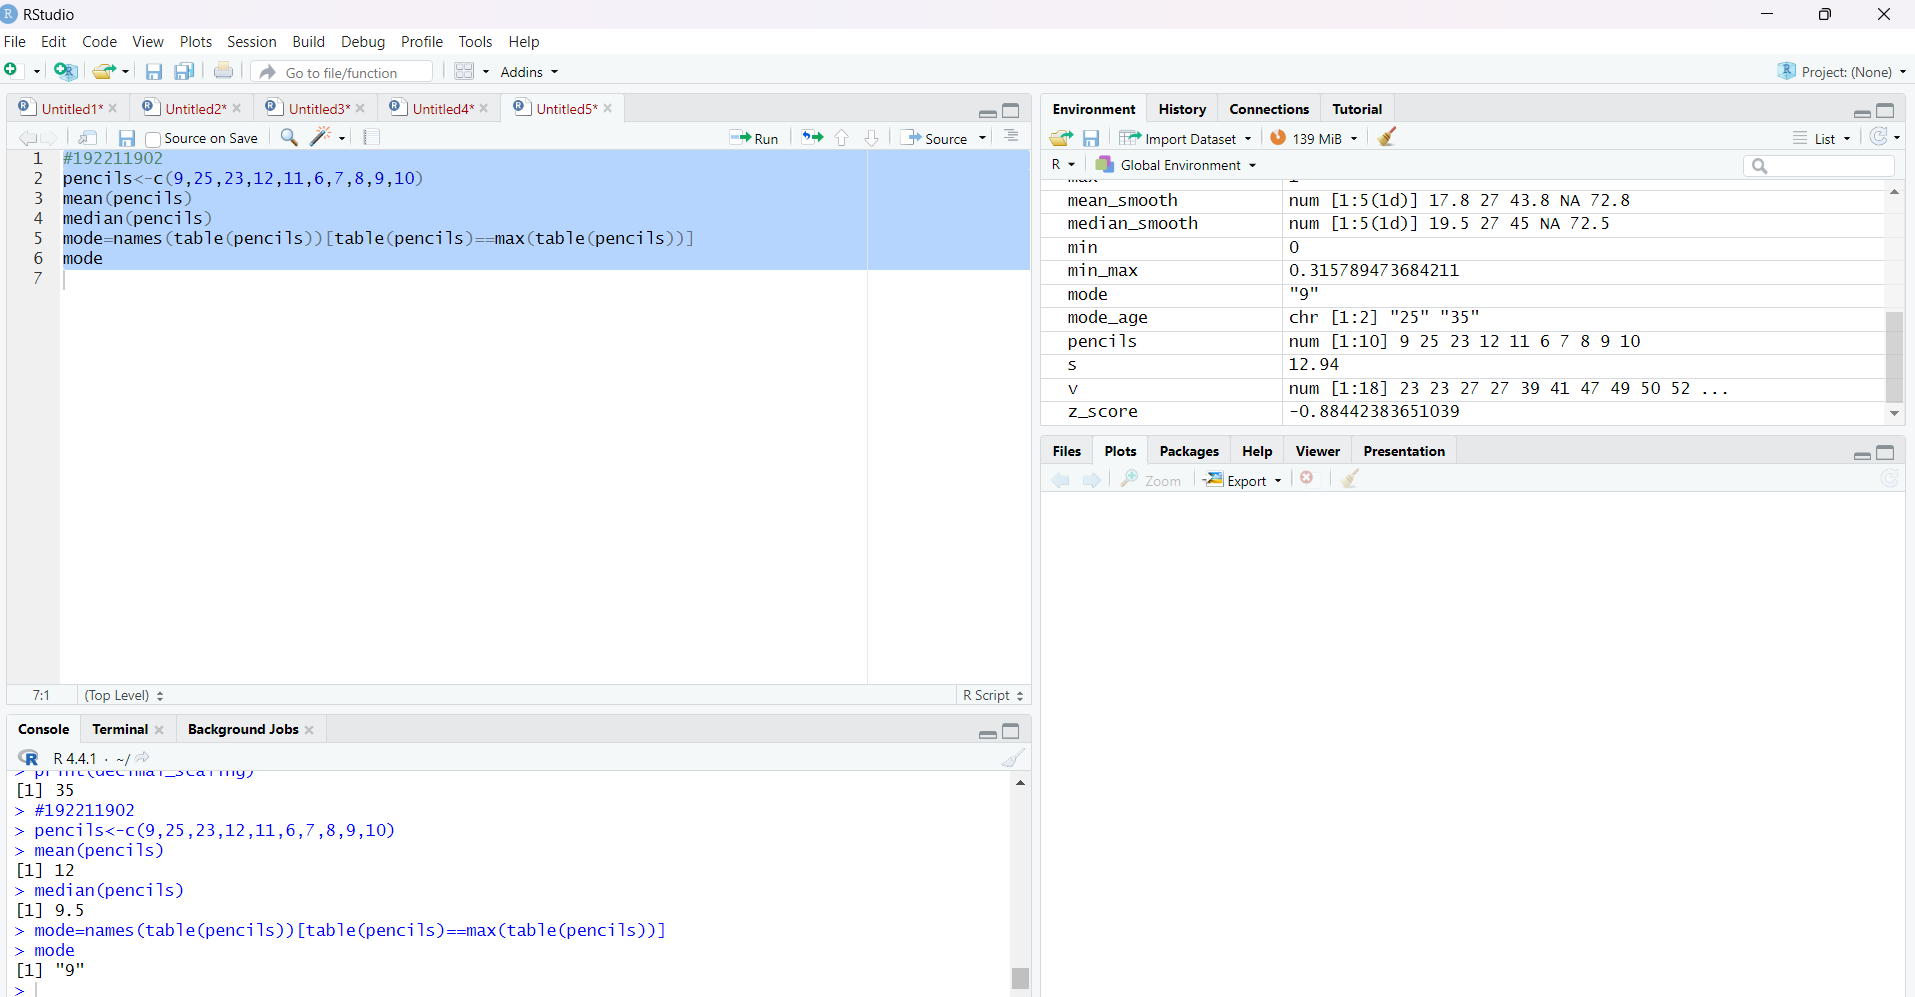 RStudio
File Edit Code View Plots Session Build Debug Profile Tools Help
Go to file/function Addins Project: (None)
Untitled1* Untitled2* Untitled3* Untitled4* Untitled5*
Source on Save Run Source
1 #192211902
2 pencils<-c(9,25,23,12,11,6,7,8,9,10)
3 mean(pencils)
4 median(pencils)
5 mode=names(table(pencils))[table(pencils)==max(table(pencils))]
6 mode
7
7:1 (Top Level) R Script
Console Terminal Background Jobs
R 4.4.1 · ~/
> print(decimal_scaling)
[1] 35
> #192211902
> pencils<-c(9,25,23,12,11,6,7,8,9,10)
> mean(pencils)
[1] 12
> median(pencils)
[1] 9.5
> mode=names(table(pencils))[table(pencils)==max(table(pencils))]
> mode
[1] "9"
>
Environment History Connections Tutorial
Import Dataset 139 MiB List
R Global Environment
max 1
mean_smooth num [1:5(1d)] 17.8 27 43.8 NA 72.8
median_smooth num [1:5(1d)] 19.5 27 45 NA 72.5
min 0
min_max 0.315789473684211
mode "9"
mode_age chr [1:2] "25" "35"
pencils num [1:10] 9 25 23 12 11 6 7 8 9 10
s 12.94
v num [1:18] 23 23 27 27 39 41 47 49 50 52 ...
z_score -0.88442383651039
Files Plots Packages Help Viewer Presentation
Zoom Export